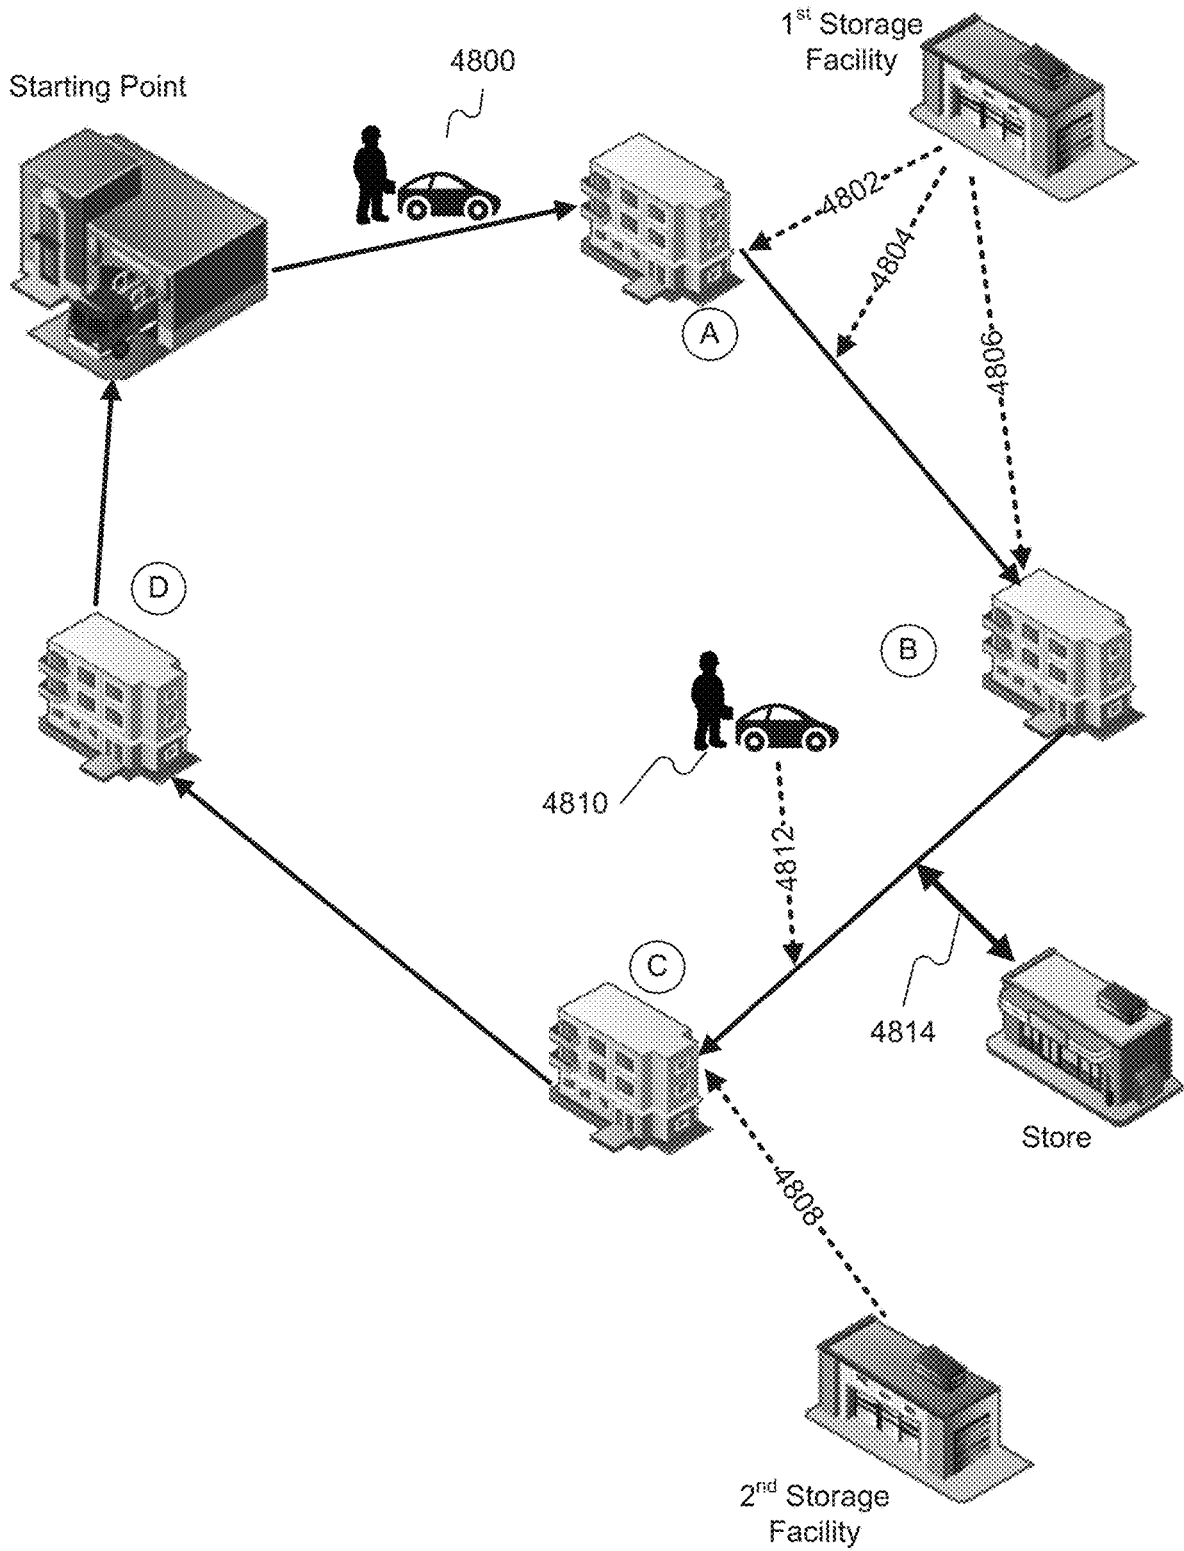 1st Storage
Facility
4800
Starting Point
4802
4804
A
4806
D
B
4810
4812
C
4814
Store
4808
2nd Storage
Facility